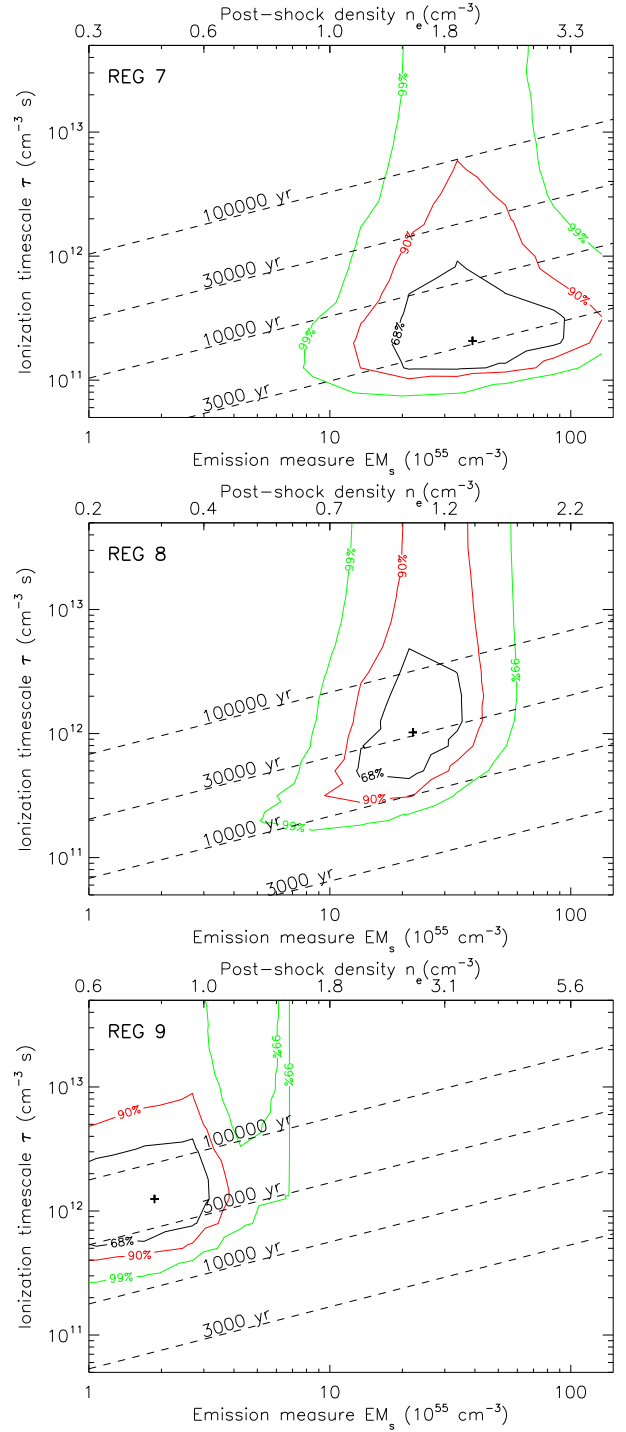 Post-shock density n_e(cm^-3)
0.3 0.6 1.0 1.8 3.3
REG 7
99%
10^13
100000 yr
90%
30000 yr
10^12
99%
10000 yr
90%
68%
99%
10^11
3000 yr
Ionization timescale τ (cm^-3 s)
1 10 100
Emission measure EM_s (10^55 cm^-3)
Post-shock density n_e(cm^-3)
0.2 0.4 0.7 1.2 2.2
REG 8
99%
90%
10^13
99%
100000 yr
30000 yr
10^12
68%
90%
10000 yr
99%
10^11
3000 yr
Ionization timescale τ (cm^-3 s)
1 10 100
Emission measure EM_s (10^55 cm^-3)
Post-shock density n_e(cm^-3)
0.6 1.0 1.8 3.1 5.6
REG 9
99%
99%
10^13
90%
100000 yr
30000 yr
10^12
68%
90%
99%
10000 yr
3000 yr
10^11
Ionization timescale τ (cm^-3 s)
1 10 100
Emission measure EM_s (10^55 cm^-3)